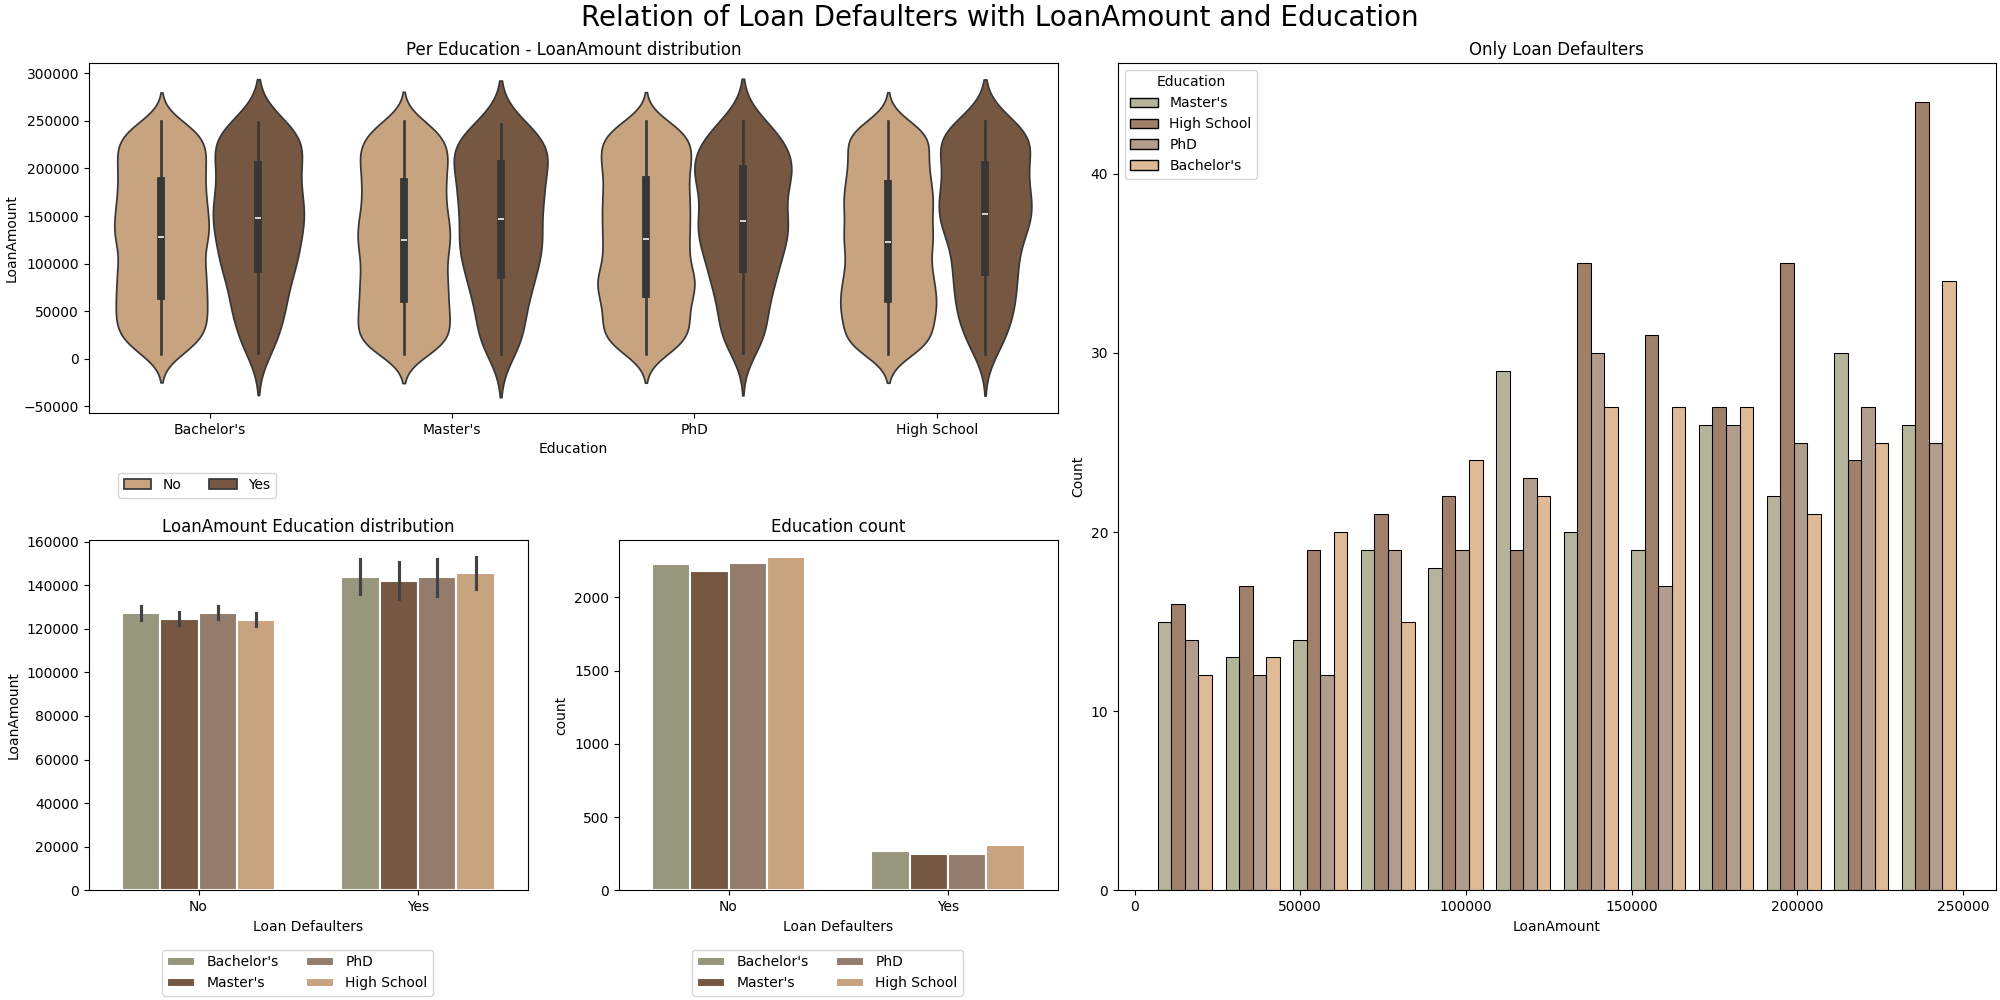 Relation of Loan Defaulters with LoanAmount and Education
Per Education - LoanAmount distribution
LoanAmount
300000
250000
200000
150000
100000
50000
0
−50000
Bachelor's
Master's
PhD
High School
Education
No
Yes
LoanAmount Education distribution
LoanAmount
160000
140000
120000
100000
80000
60000
40000
20000
0
No
Yes
Loan Defaulters
Bachelor's
PhD
Master's
High School
Education count
count
2000
1500
1000
500
0
No
Yes
Loan Defaulters
Bachelor's
PhD
Master's
High School
Only Loan Defaulters
Education
Master's
High School
PhD
Bachelor's
Count
40
30
20
10
0
0
50000
100000
150000
200000
250000
LoanAmount